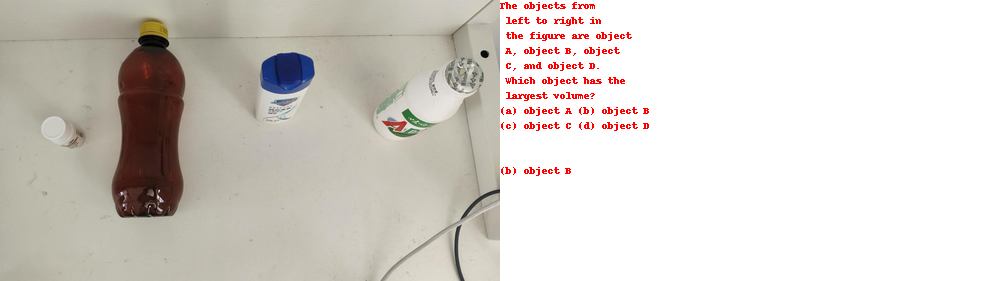 The objects from
left to right in
the figure are object
A, object B, object
C, and object D.
Which object has the
largest volume?
(a) object A (b) object B
(c) object C (d) object D
(b) object B